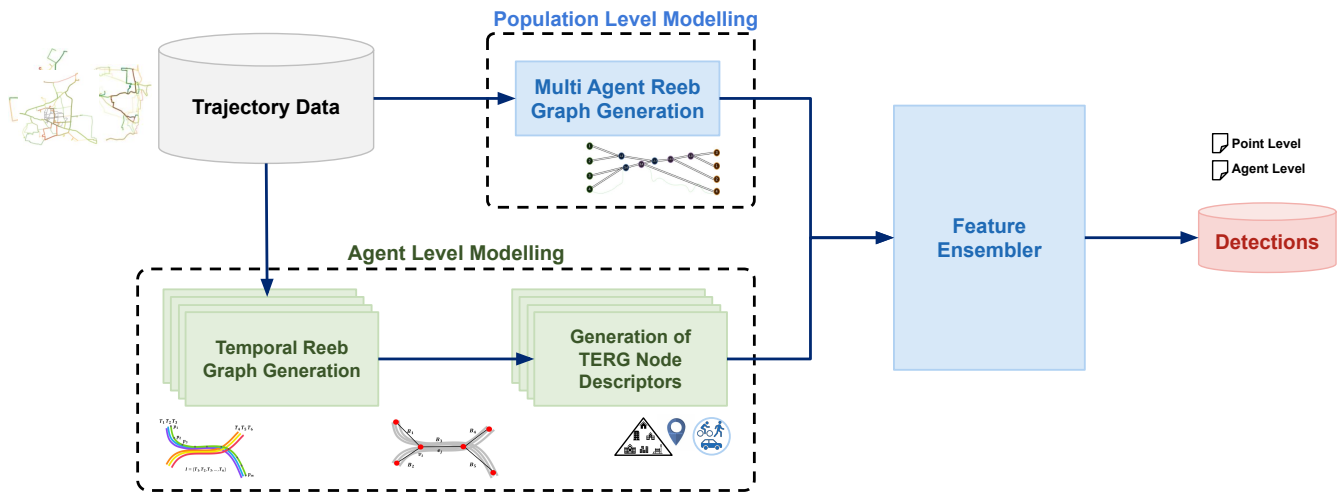 Population Level Modelling
Trajectory Data
Multi Agent Reeb
Graph Generation
Point Level
Agent Level
Feature
Ensembler
Detections
Agent Level Modelling
Temporal Reeb
Graph Generation
Generation of
TERG Node
Descriptors